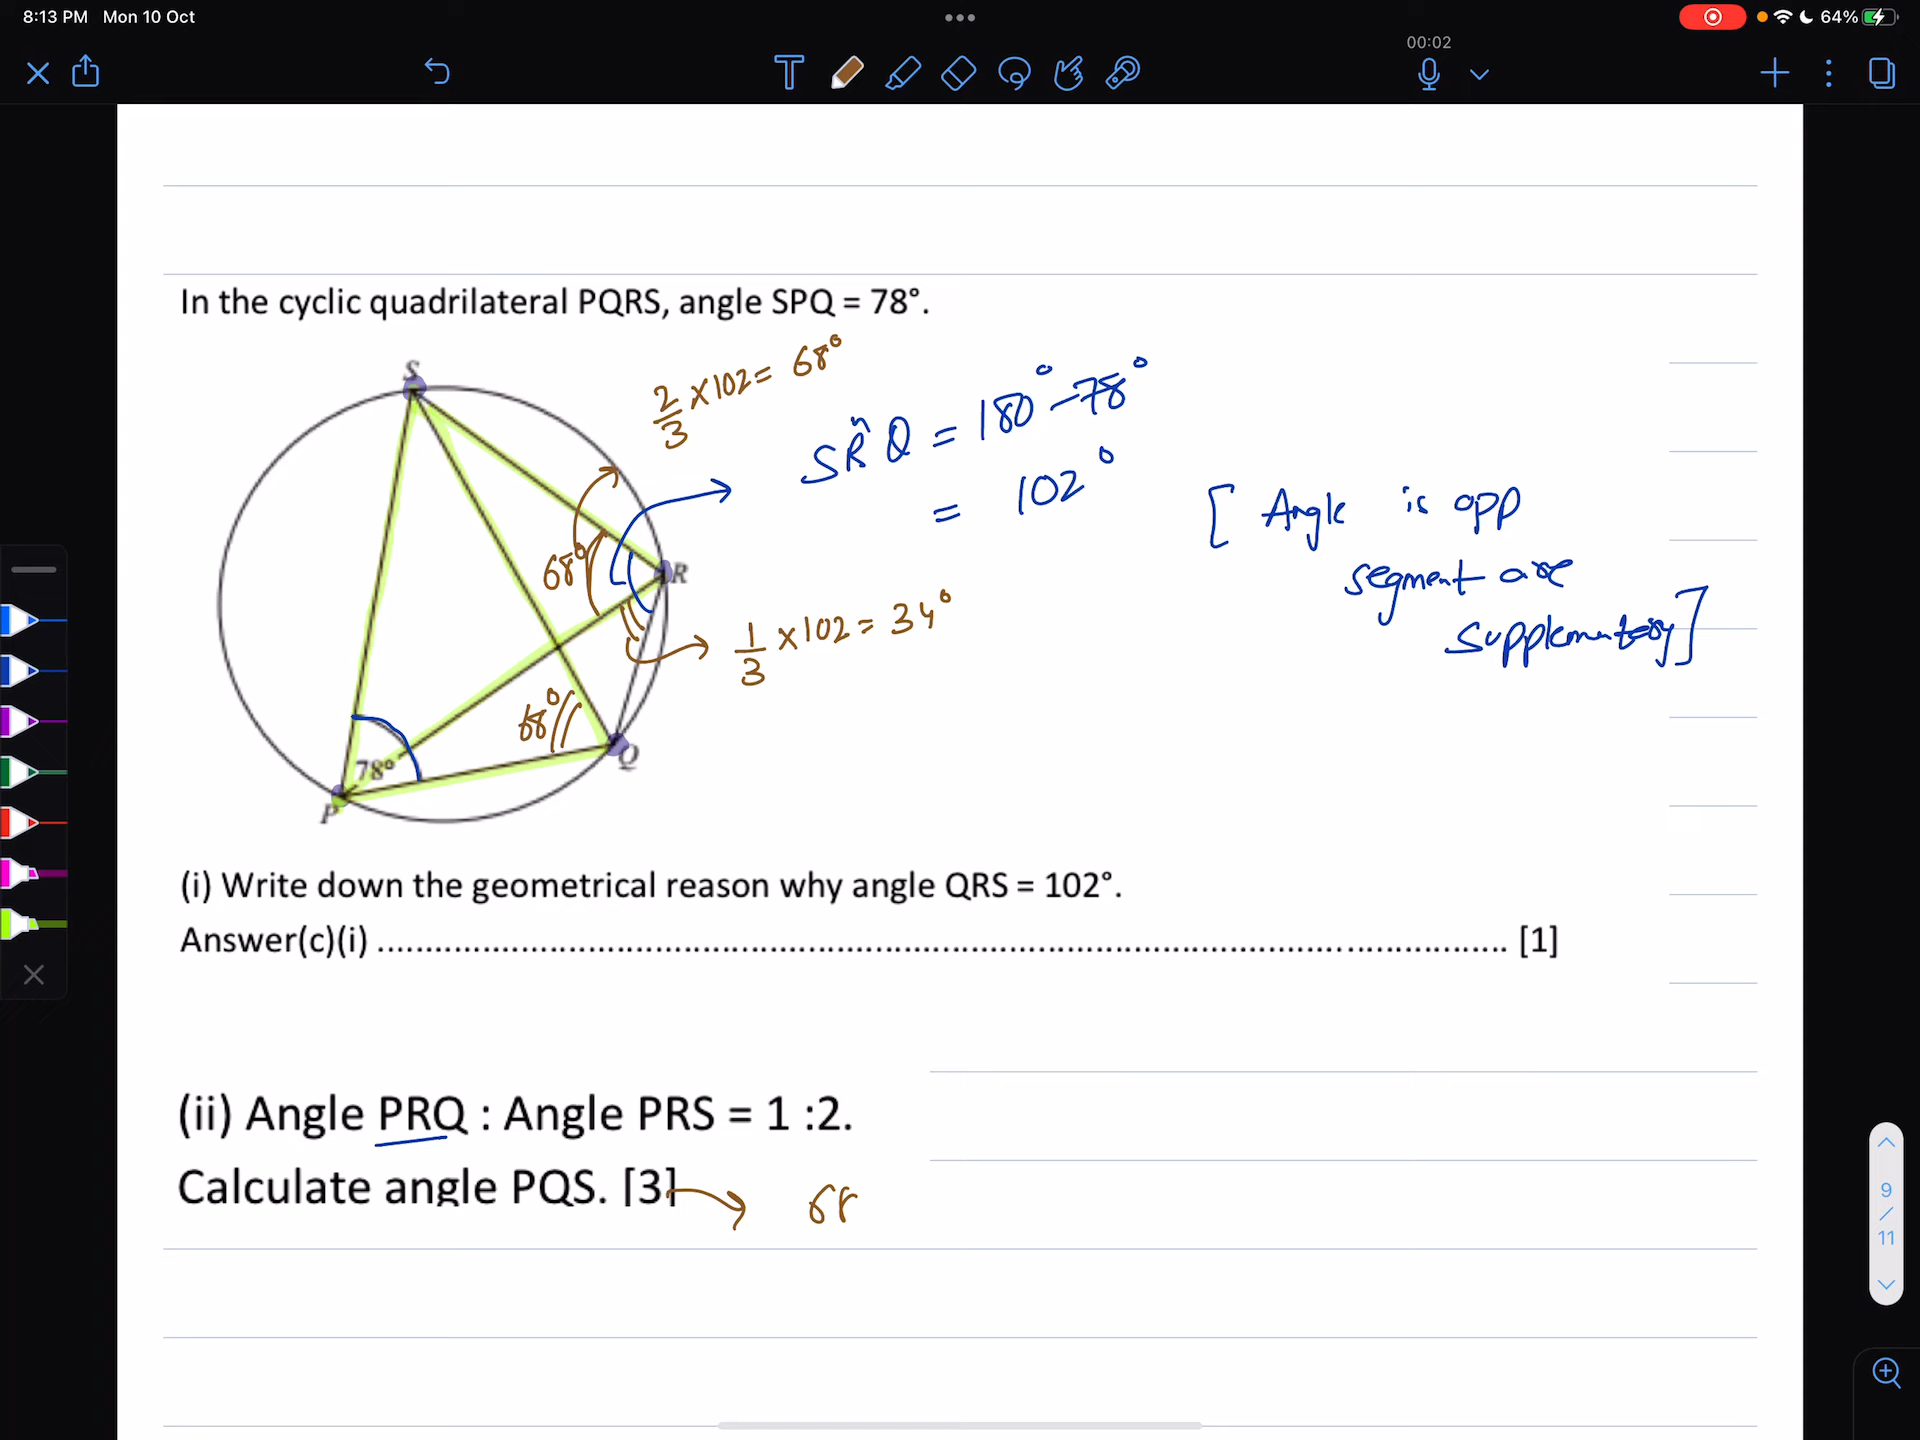 8:13 PM Mon 10 Oct
64%
00:02
In the cyclic quadrilateral PQRS, angle SPQ = 78°.
S
2/3 ×102= 68°
SR̂Q = 180° -78°
= 102°
[ Angle is opp
segment are
supplementary]
68°
R
1/3 ×102= 34°
68°
Q
78°
P
(i) Write down the geometrical reason why angle QRS = 102°.
Answer(c)(i) ........................................................................................................ [1]
(ii) Angle PRQ : Angle PRS = 1 :2.
Calculate angle PQS. [3]
→ 68
9
/
11